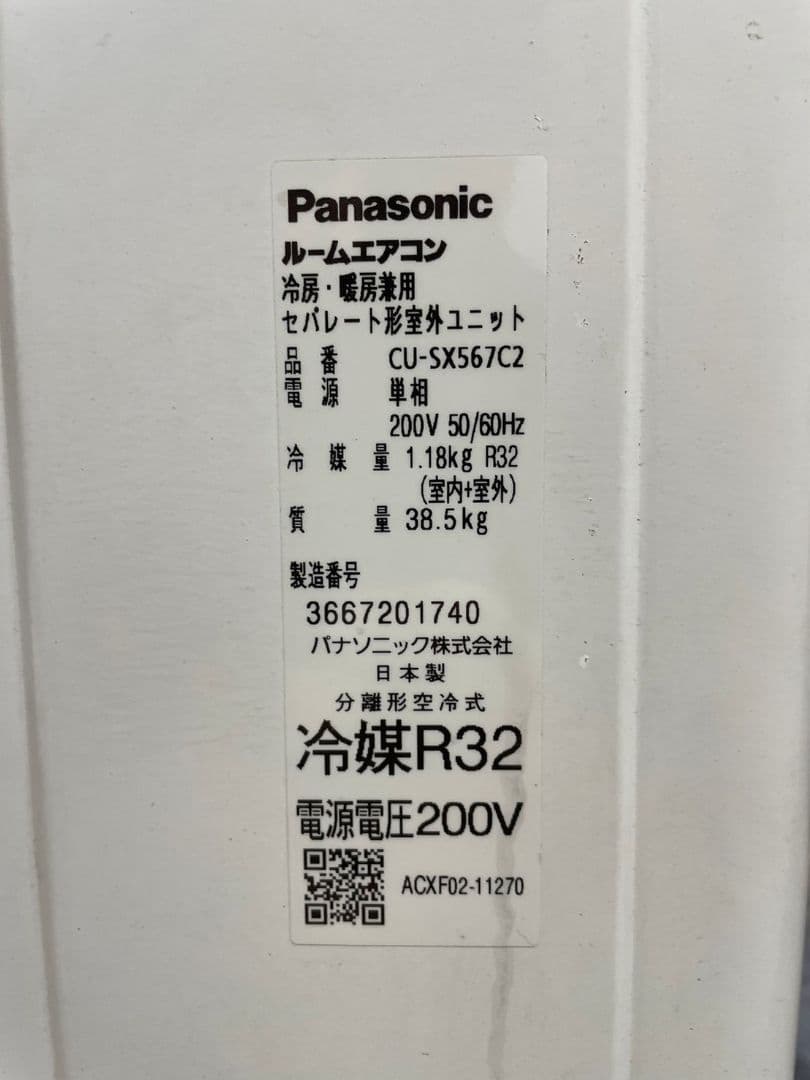 Panasonic
ルームエアコン
冷房・暖房兼用
セパレート形室外ユニット
品番 CU-SX567C2
電源 単相
200V 50/60Hz
冷媒量 1.18kg R32
(室内+室外)
質量 38.5kg
製造番号
3667201740
パナソニック株式会社
日本製
分離形空冷式
冷媒R32
電源電圧200V
ACXF02-11270